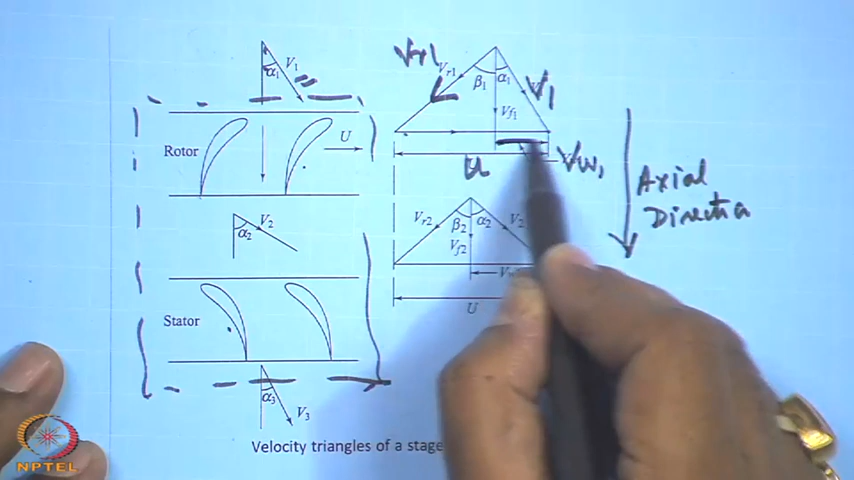 V1
α1
Rotor
U
V2
α2
Stator
α3
V3
Vr1
Vr1
β1
α1
V1
Vf1
U
Vw1
Vr2
β2
α2
V2
Vf2
U
Axial
Direction
Velocity triangles of a stage
NPTEL